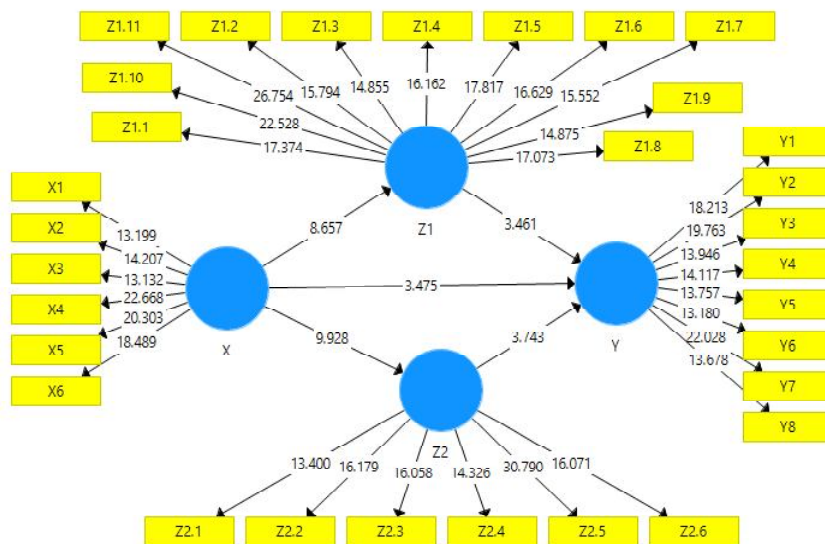 Z1.11 Z1.2 Z1.3 Z1.4 Z1.5 Z1.6 Z1.7
Z1.10
Z1.9
Z1.1
Z1.8
26.754 15.794 14.855 16.162 17.817 16.629 15.552
22.528
14.875
17.374
17.073
Z1
X1
X2
X3
X4
X5
X6
13.199
14.207
13.132
22.668
20.303
18.489
X
8.657
3.461
3.475
9.928
3.743
Y
Y1
Y2
Y3
Y4
Y5
Y6
Y7
Y8
18.213
19.763
13.946
14.117
13.757
13.180
22.028
13.678
Z2
13.400 16.179 16.058 14.326 30.790 16.071
Z2.1 Z2.2 Z2.3 Z2.4 Z2.5 Z2.6